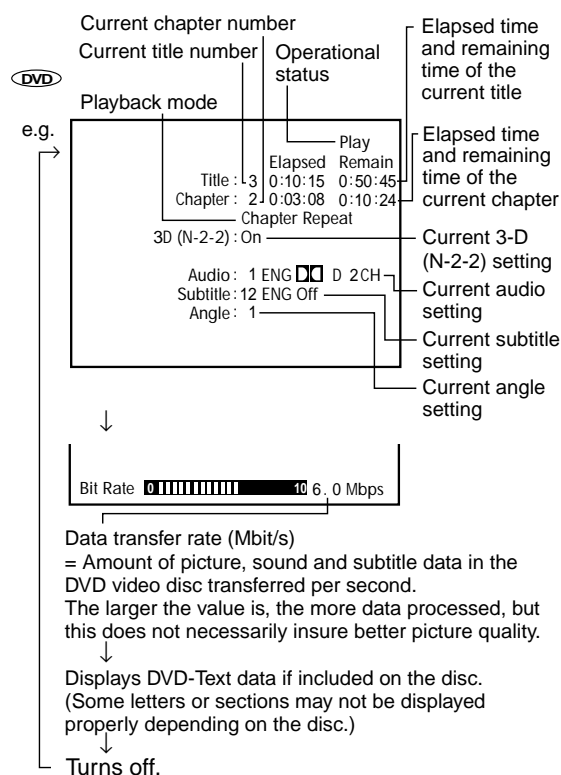 Current chapter number
Current title number
Operational
status
Elapsed time
and remaining
time of the
current title
DVD
Playback mode
e.g.
Play
Elapsed Remain
Title : 3 0:10:15 0:50:45
Chapter : 2 0:03:08 0:10:24
Chapter Repeat
3D (N-2-2) : On
Audio : 1 ENG DD D 2CH
Subtitle : 12 ENG Off
Angle : 1
Elapsed time
and remaining
time of the
current chapter
Current 3-D
(N-2-2) setting
Current audio
setting
Current subtitle
setting
Current angle
setting
Bit Rate 0 10 6.0 Mbps
Data transfer rate (Mbit/s)
= Amount of picture, sound and subtitle data in the
DVD video disc transferred per second.
The larger the value is, the more data processed, but
this does not necessarily insure better picture quality.
Displays DVD-Text data if included on the disc.
(Some letters or sections may not be displayed
properly depending on the disc.)
Turns off.